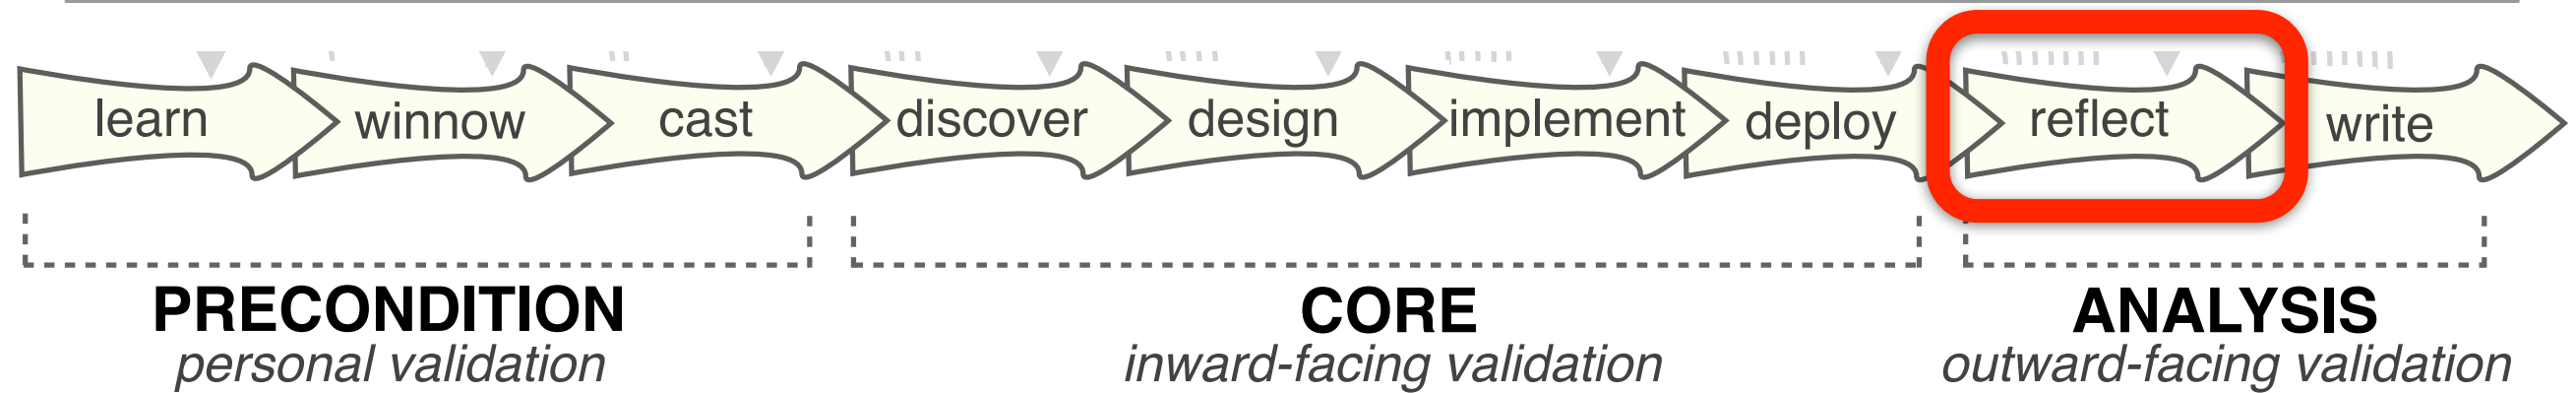 learn winnow cast discover design implement deploy reflect write
PRECONDITION CORE ANALYSIS
personal validation inward-facing validation outward-facing validation